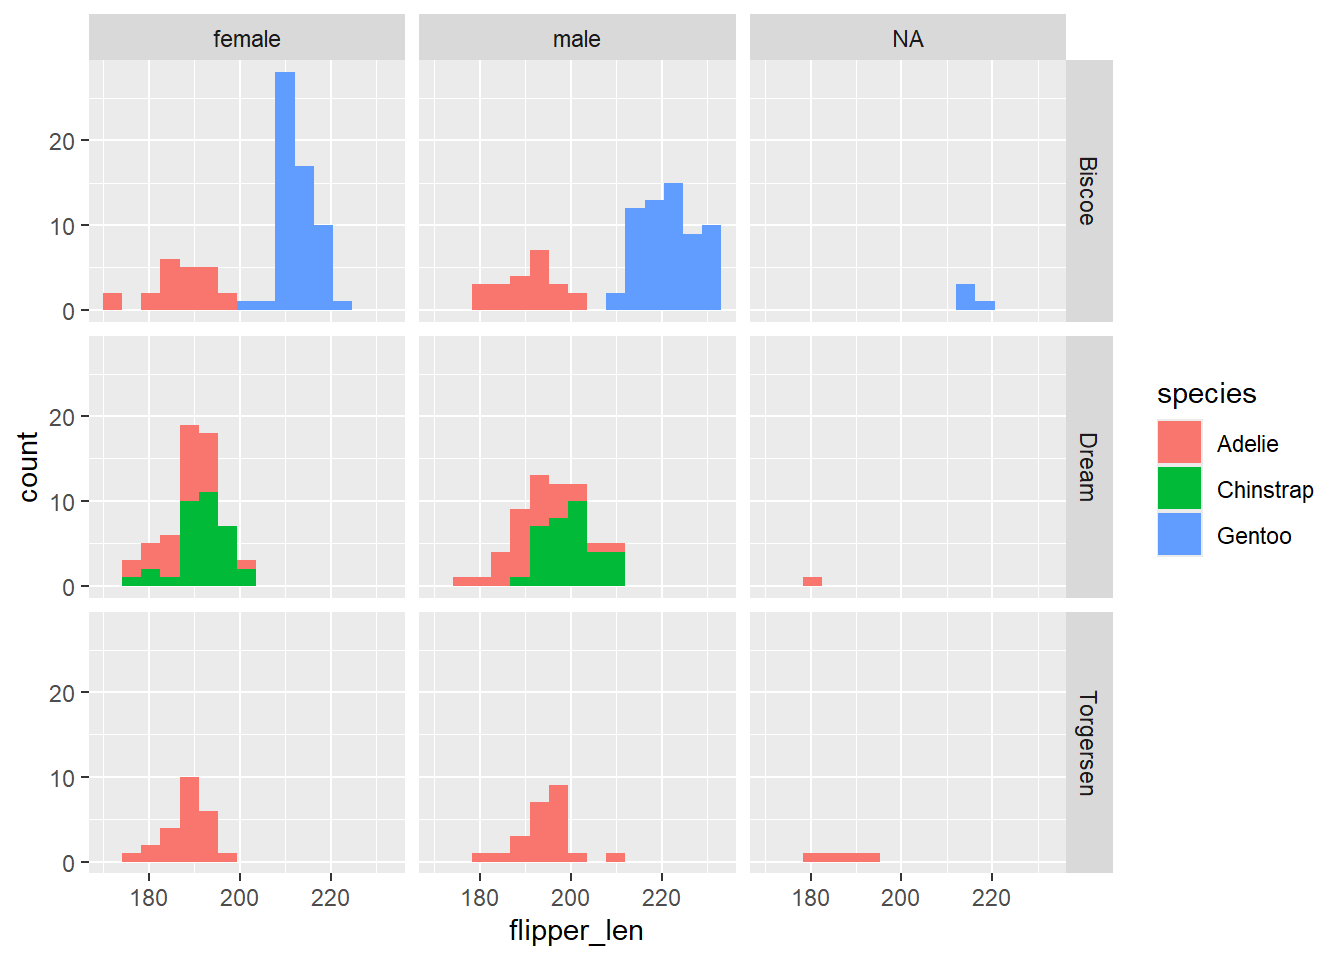 female male NA
20
10
0
Biscoe
20
10
0
Dream
20
10
0
Torgersen
count
180 200 220 180 200 220 180 200 220
flipper_len
species
Adelie
Chinstrap
Gentoo